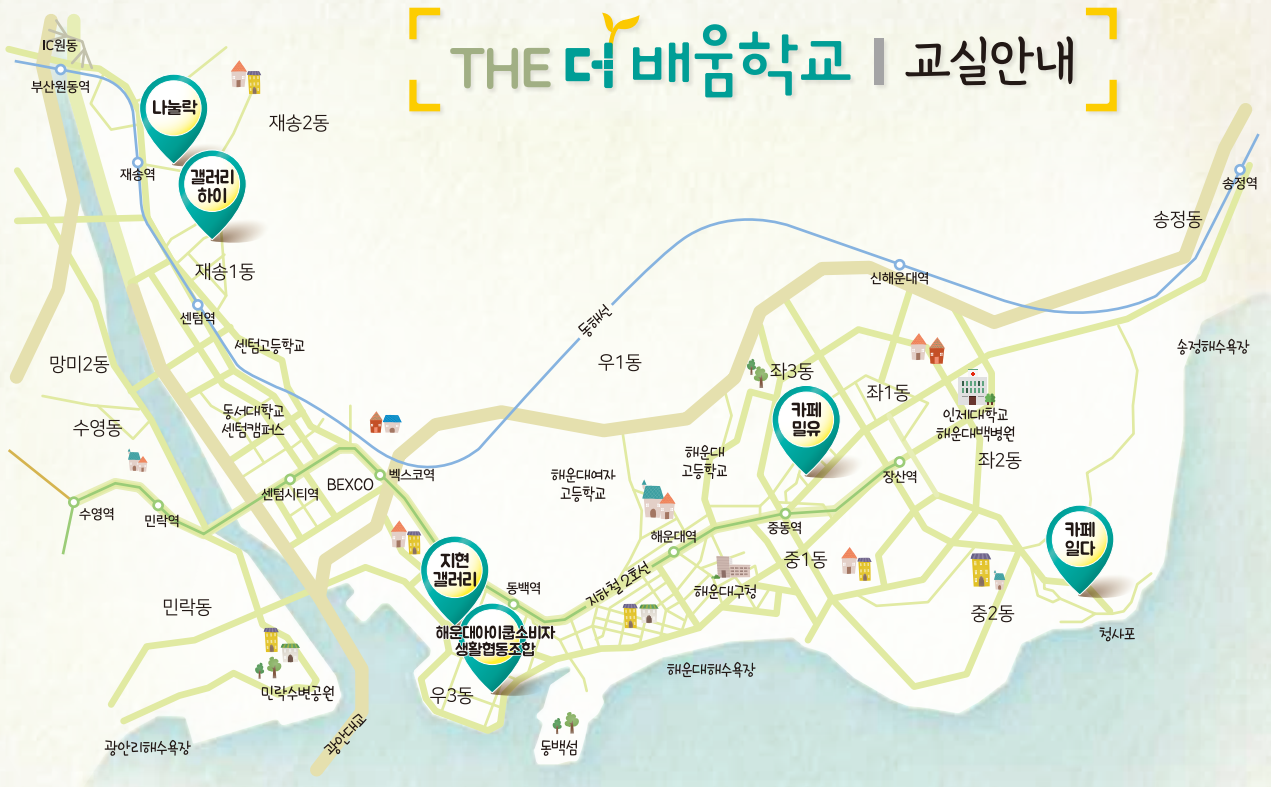 THE 더 배움학교 | 교실안내
IC원동
부산원동역
나눌락
재송2동
재송역
갤러리
하이
송정역
송정동
재송1동
신해운대역
센텀역
동해선
센텀고등학교
송정해수욕장
망미2동
우1동
좌3동
좌1동
동서대학교
센텀캠퍼스
카페
밀유
인제대학교
해운대백병원
수영동
해운대
고등학교
좌2동
벡스코역
해운대여자
고등학교
장산역
BEXCO
센텀시티역
수영역
민락역
중동역
해운대역
카페
일다
지현
갤러리
중1동
지하철 2호선
동백역
해운대구청
민락동
중2동
해운대아이쿱소비자
생활협동조합
청사포
해운대해수욕장
민락수변공원
우3동
광안대교
광안리해수욕장
동백섬